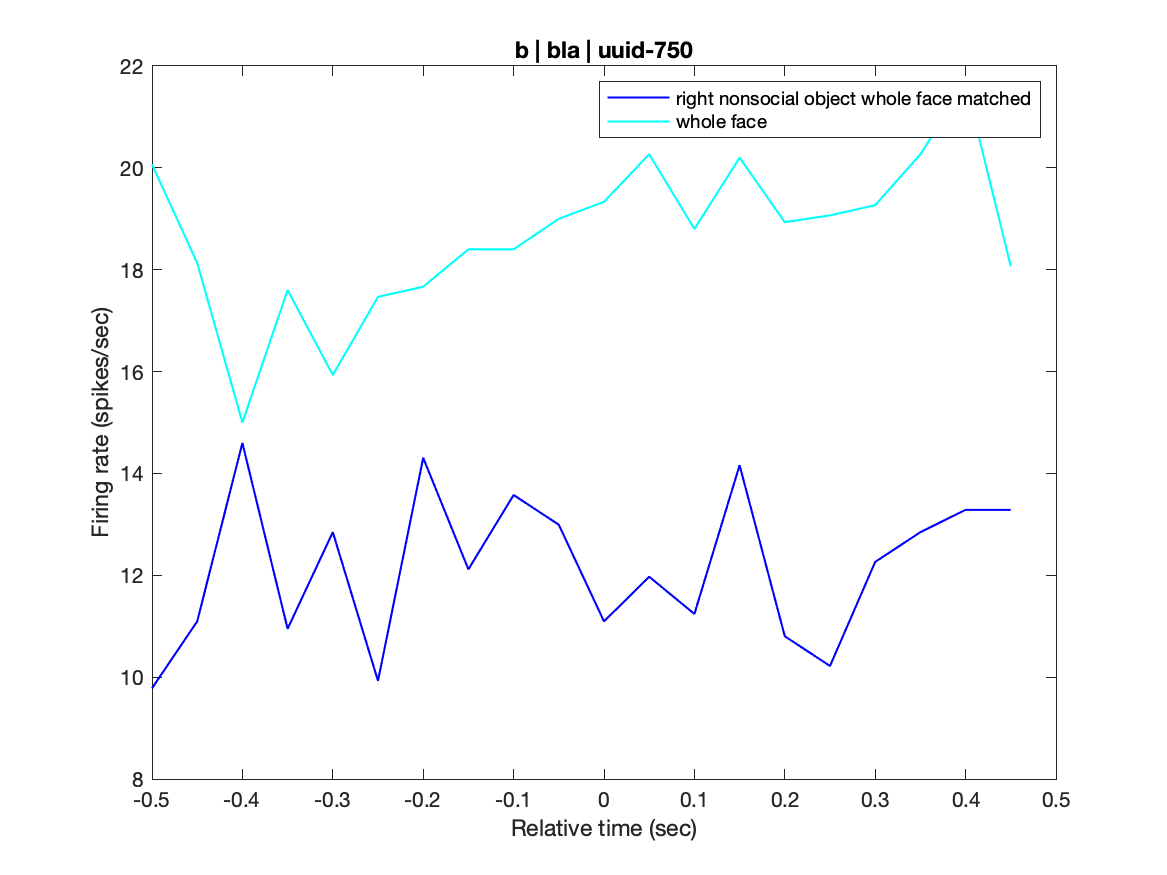 b | bla | uuid-750
22
right nonsocial object whole face matched
whole face
20
18
16
14
12
10
8
-0.5 -0.4 -0.3 -0.2 -0.1 0 0.1 0.2 0.3 0.4 0.5
Relative time (sec)
Firing rate (spikes/sec)